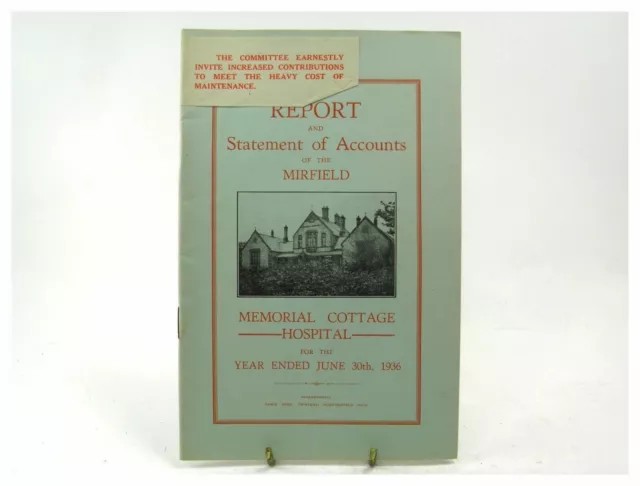 THE COMMITTEE EARNESTLY
INVITE INCREASED CONTRIBUTIONS
TO MEET THE HEAVY COST OF
MAINTENANCE.
REPORT
AND
Statement of Accounts
OF THE
MIRFIELD
MEMORIAL COTTAGE
HOSPITAL
FOR THE
YEAR ENDED JUNE 30th, 1936